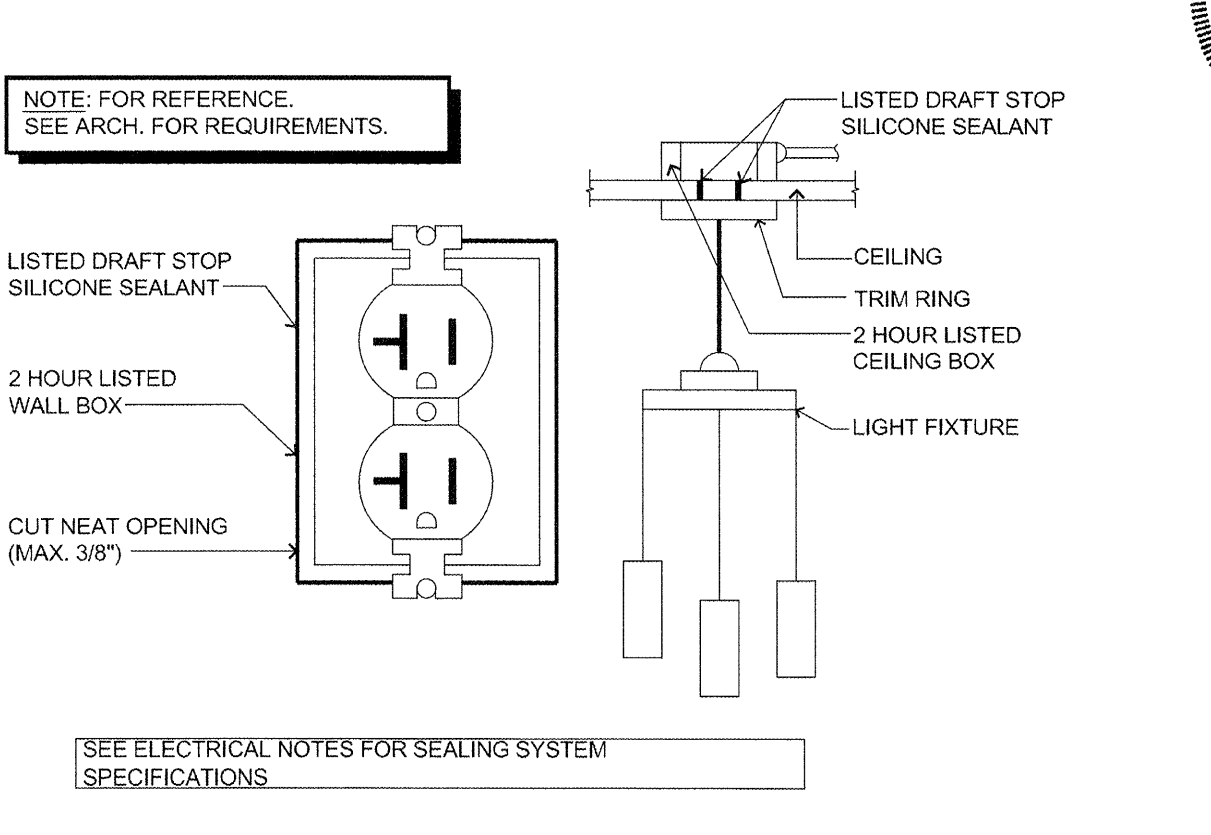 NOTE: FOR REFERENCE.
SEE ARCH. FOR REQUIREMENTS.
LISTED DRAFT STOP
SILICONE SEALANT
2 HOUR LISTED
WALL BOX
CUT NEAT OPENING
(MAX. 3/8")
LISTED DRAFT STOP
SILICONE SEALANT
CEILING
TRIM RING
2 HOUR LISTED
CEILING BOX
LIGHT FIXTURE
SEE ELECTRICAL NOTES FOR SEALING SYSTEM
SPECIFICATIONS